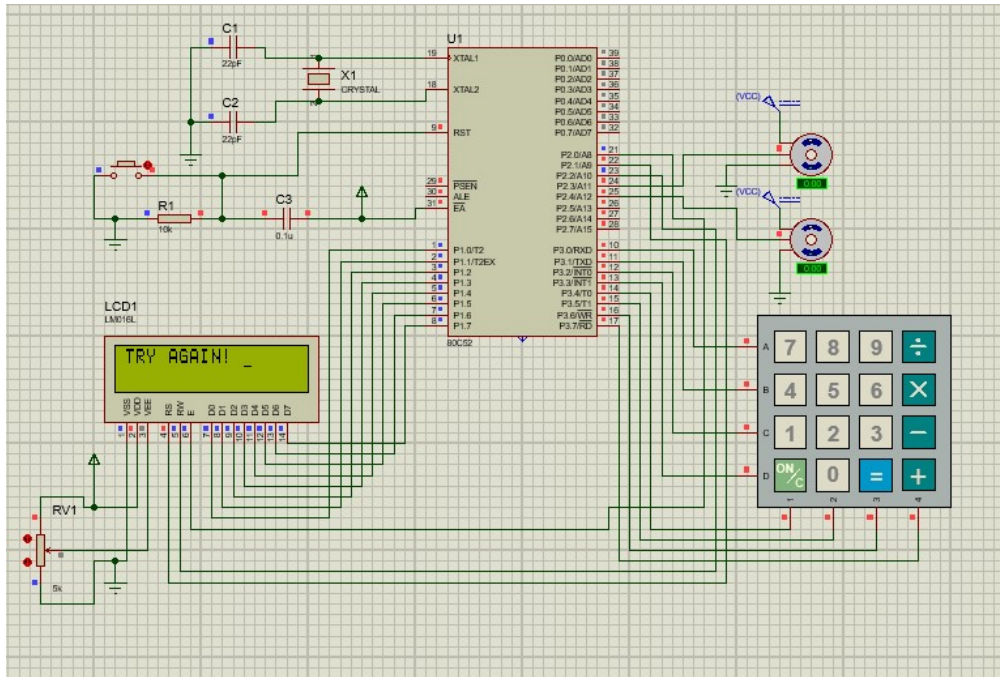 C1
22pF
C2
22pF
X1
CRYSTAL
R1
10k
C3
0.1u
U1
19 XTAL1
18 XTAL2
9 RST
29 PSEN
30 ALE
31 EA
1 P1.0/T2
2 P1.1/T2EX
3 P1.2
4 P1.3
5 P1.4
6 P1.5
7 P1.6
8 P1.7
P0.0/AD0 39
P0.1/AD1 38
P0.2/AD2 37
P0.3/AD3 36
P0.4/AD4 35
P0.5/AD5 34
P0.6/AD6 33
P0.7/AD7 32
P2.0/A8 21
P2.1/A9 22
P2.2/A10 23
P2.3/A11 24
P2.4/A12 25
P2.5/A13 26
P2.6/A14 27
P2.7/A15 28
P3.0/RXD 10
P3.1/TXD 11
P3.2/INT0 12
P3.3/INT1 13
P3.4/T0 14
P3.5/T1 15
P3.6/WR 16
P3.7/RD 17
80C52
(VCC)
0.00
(VCC)
0.00
LCD1
LM016L
TRY AGAIN! _
VSS VDD VEE RS RW E D0 D1 D2 D3 D4 D5 D6 D7
1 2 3 4 5 6 7 8 9 10 11 12 13 14
RV1
5k
A 7 8 9 ÷
B 4 5 6 ×
C 1 2 3 −
D ON/C 0 = +
1 2 3 4